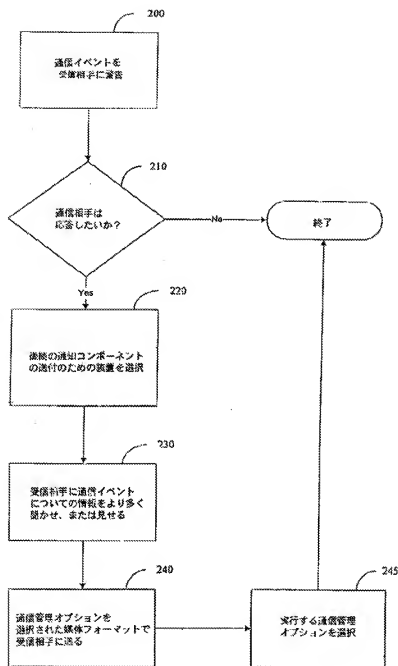 200
通信イベントを
受信相手に警告
210
通信相手は
応答したいか？
No
終了
Yes
220
後続の通知コンポーネント
の送付のための装置を選択
230
受信相手に通信イベント
についての情報をより多く
聞かせ、または見せる
240
通信管理オプションを
選択された媒体フォーマットで
受信相手に送る
245
実行する通信管理
オプションを選択